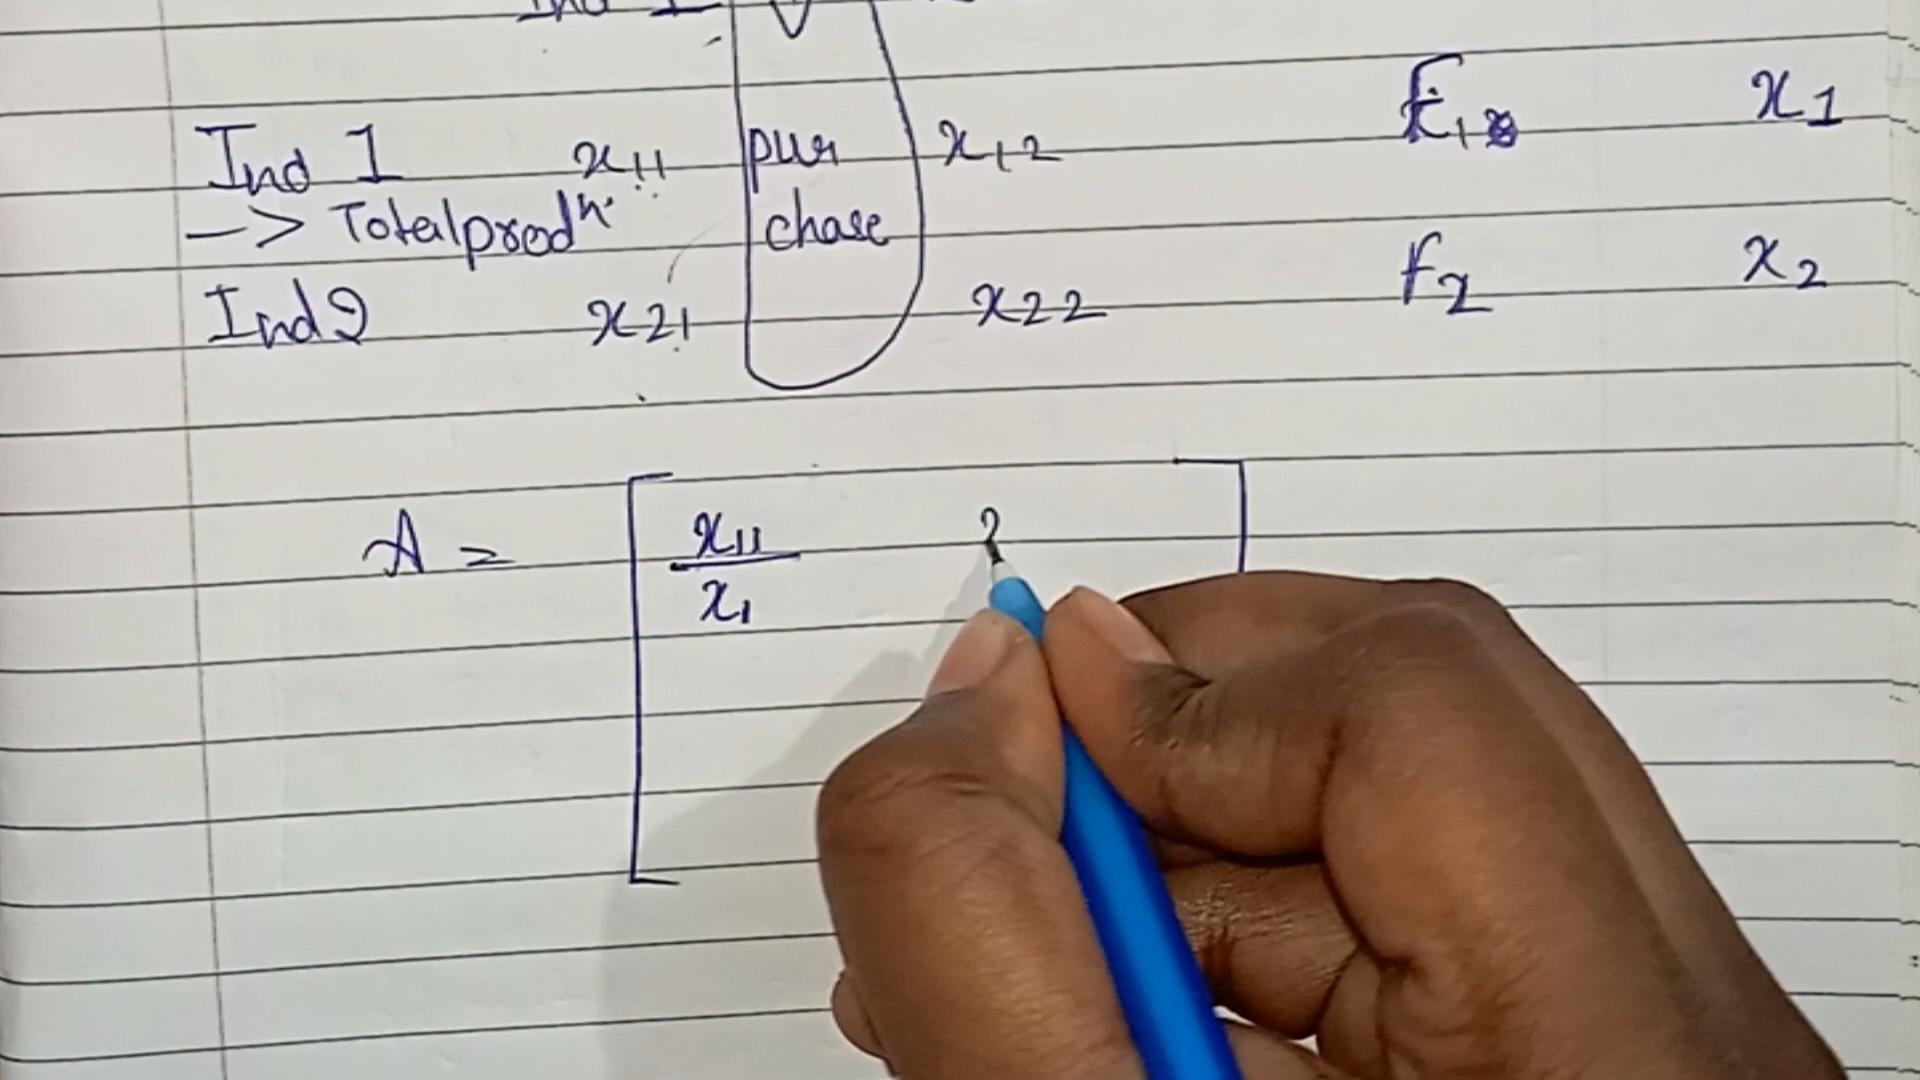 Ind 1 x11 pur x12 F1 x1
-> Total prodn.
chase
Ind 2 x21 x22 F2 x2
A = x11
x1